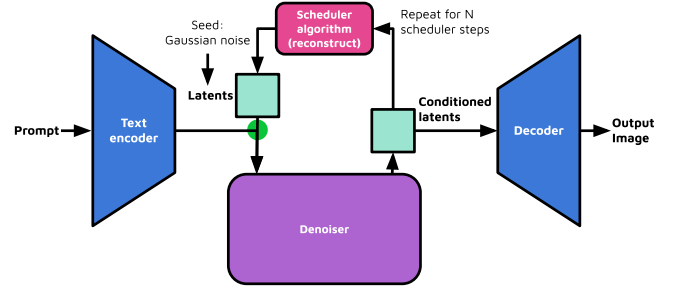 Seed:
Gaussian noise
Scheduler
algorithm
(reconstruct)
Repeat for N
scheduler steps
Latents
Conditioned
latents
Prompt
Text
encoder
Decoder
Output
Image
Denoiser